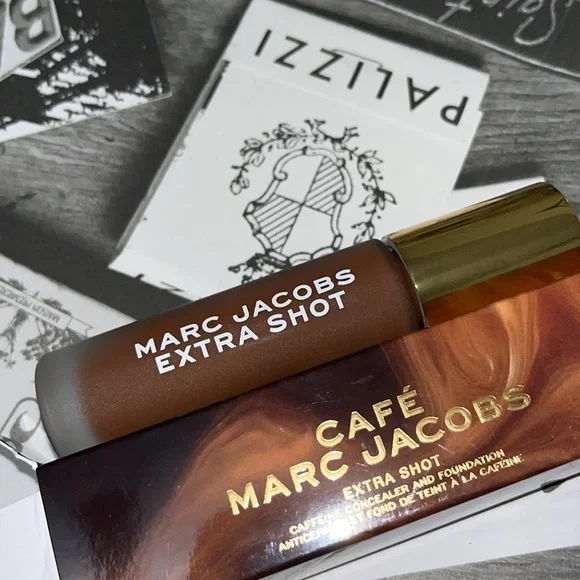 PALIZZI
B
MARC JACOBS
EXTRA SHOT
CAFÉ
MARC JACOBS
EXTRA SHOT
CAFFEINE CONCEALER AND FOUNDATION
ET FOND DE TEINT À LA CAFÉINE